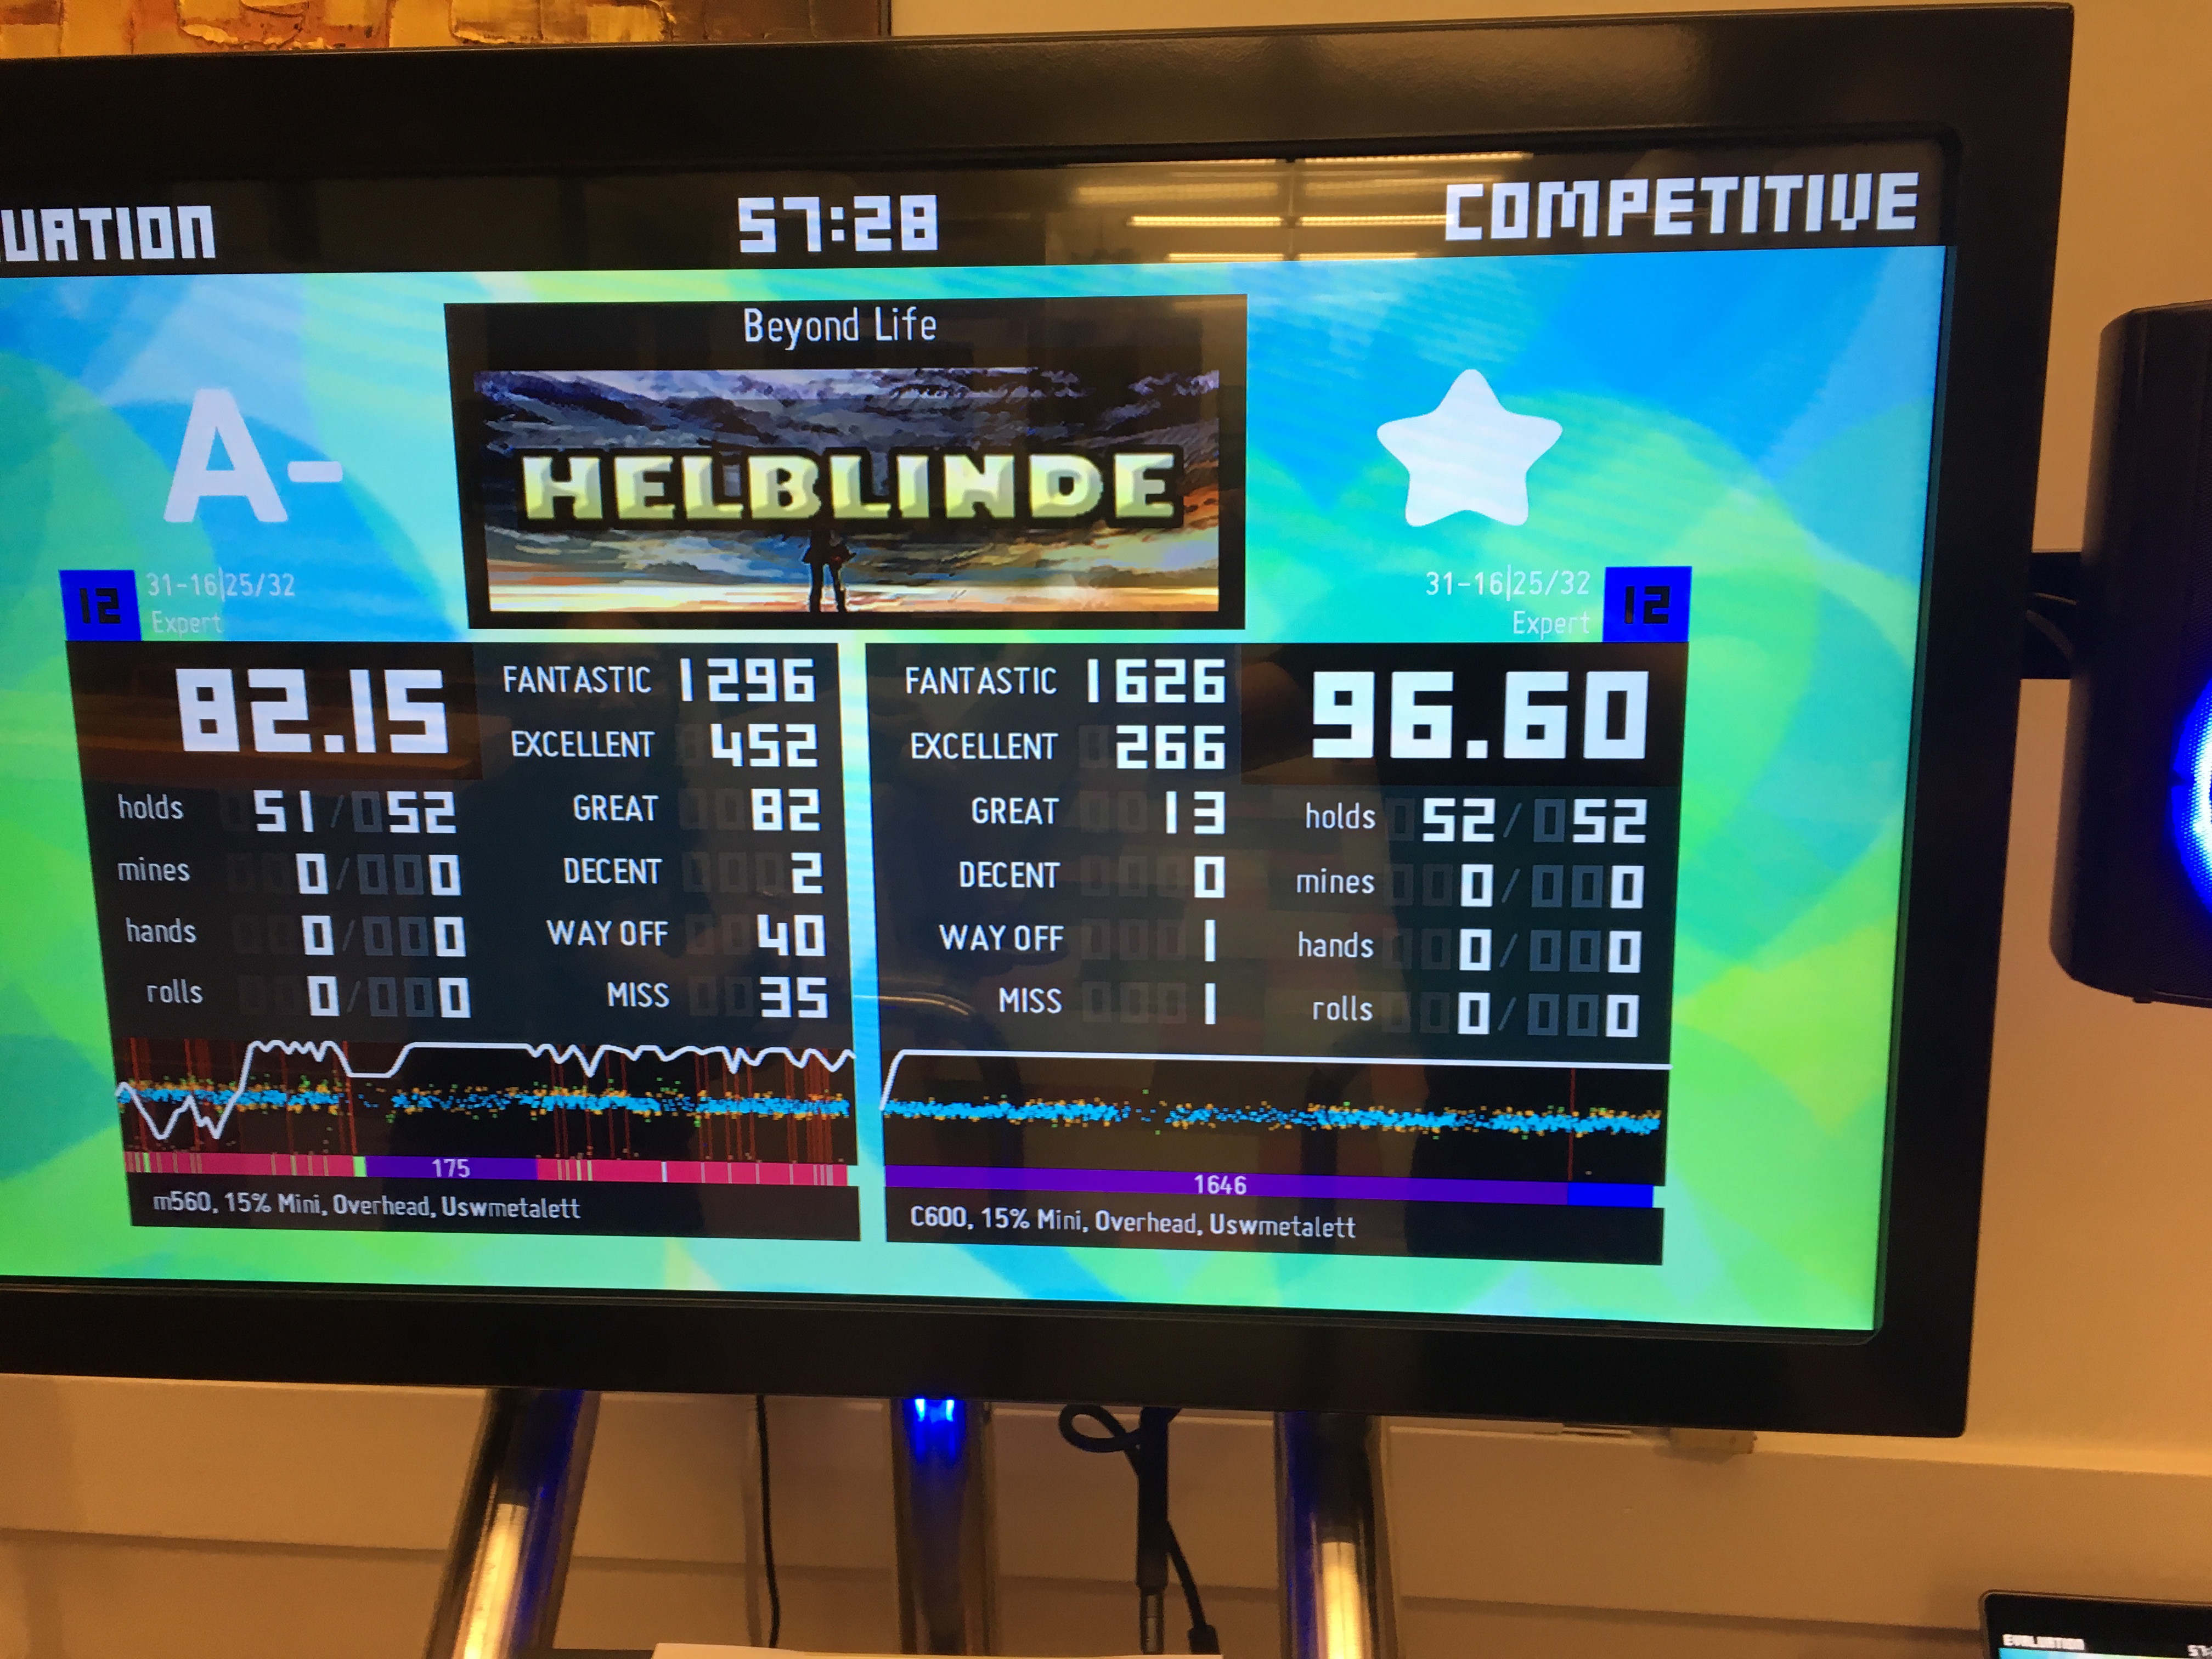 UATION 57:28 COMPETITIVE
Beyond Life
HELBLINDE
A-
12 31-16|25/32
Expert
31-16|25/32 12
Expert
82.15
FANTASTIC 1296
EXCELLENT 452
GREAT 82
DECENT 2
WAY OFF 40
MISS 35
holds 51/052
mines 0/000
hands 0/000
rolls 0/000
175
m560, 15% Mini, Overhead, Uswmetalett
FANTASTIC 1626
EXCELLENT 266
GREAT 13
DECENT 0
WAY OFF 1
MISS 1
96.60
holds 52/052
mines 0/000
hands 0/000
rolls 0/000
1646
C600, 15% Mini, Overhead, Uswmetalett
EVALUATION